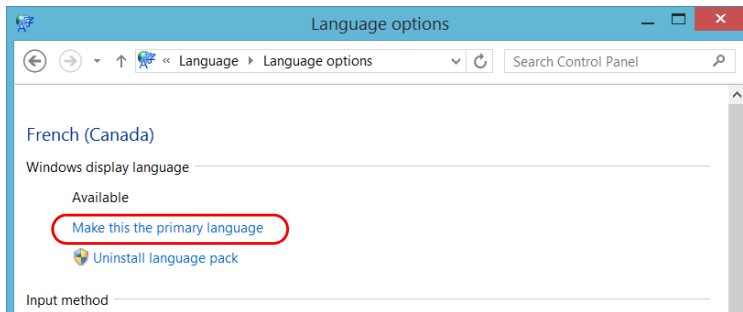 Language options
« Language Language options Search Control Panel
French (Canada)
Windows display language
Available
Make this the primary language
Uninstall language pack
Input method